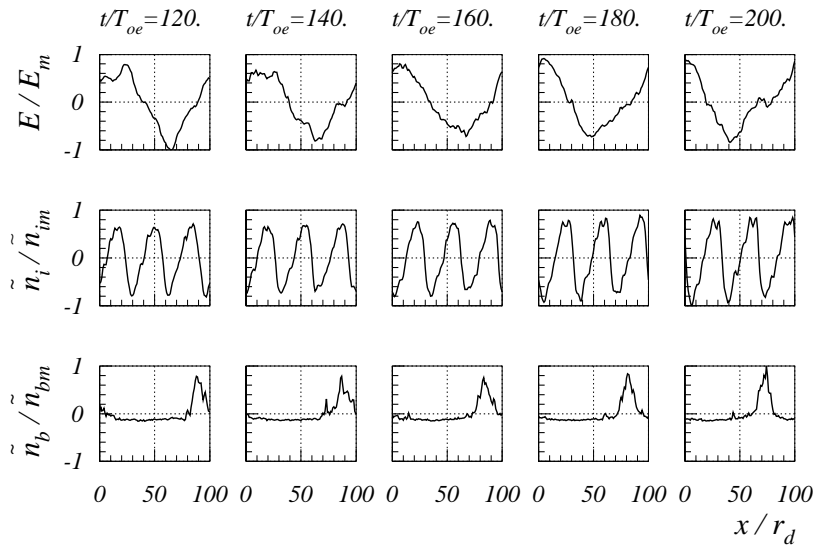 t/T_oe=120. t/T_oe=140. t/T_oe=160. t/T_oe=180. t/T_oe=200.
E / E_m
1
0
-1
ñ_i / ñ_im
1
0
-1
ñ_b / ñ_bm
1
0
-1
0 50 100 0 50 100 0 50 100 0 50 100 0 50 100
x / r_d